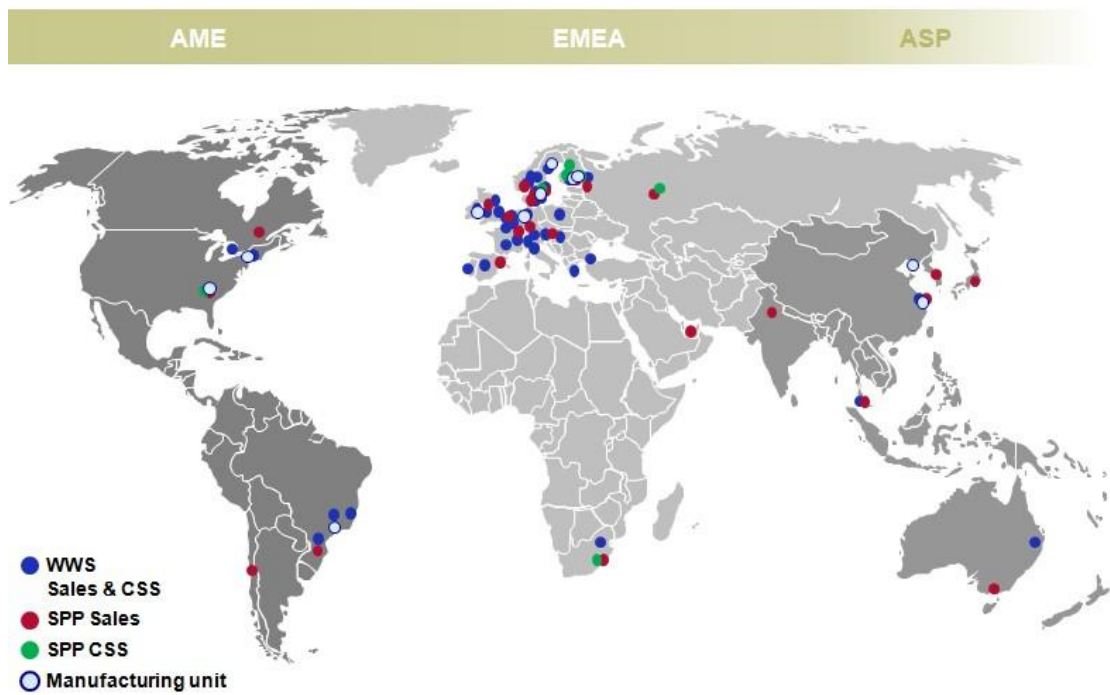 AME EMEA ASP
WWS
Sales & CSS
SPP Sales
SPP CSS
Manufacturing unit